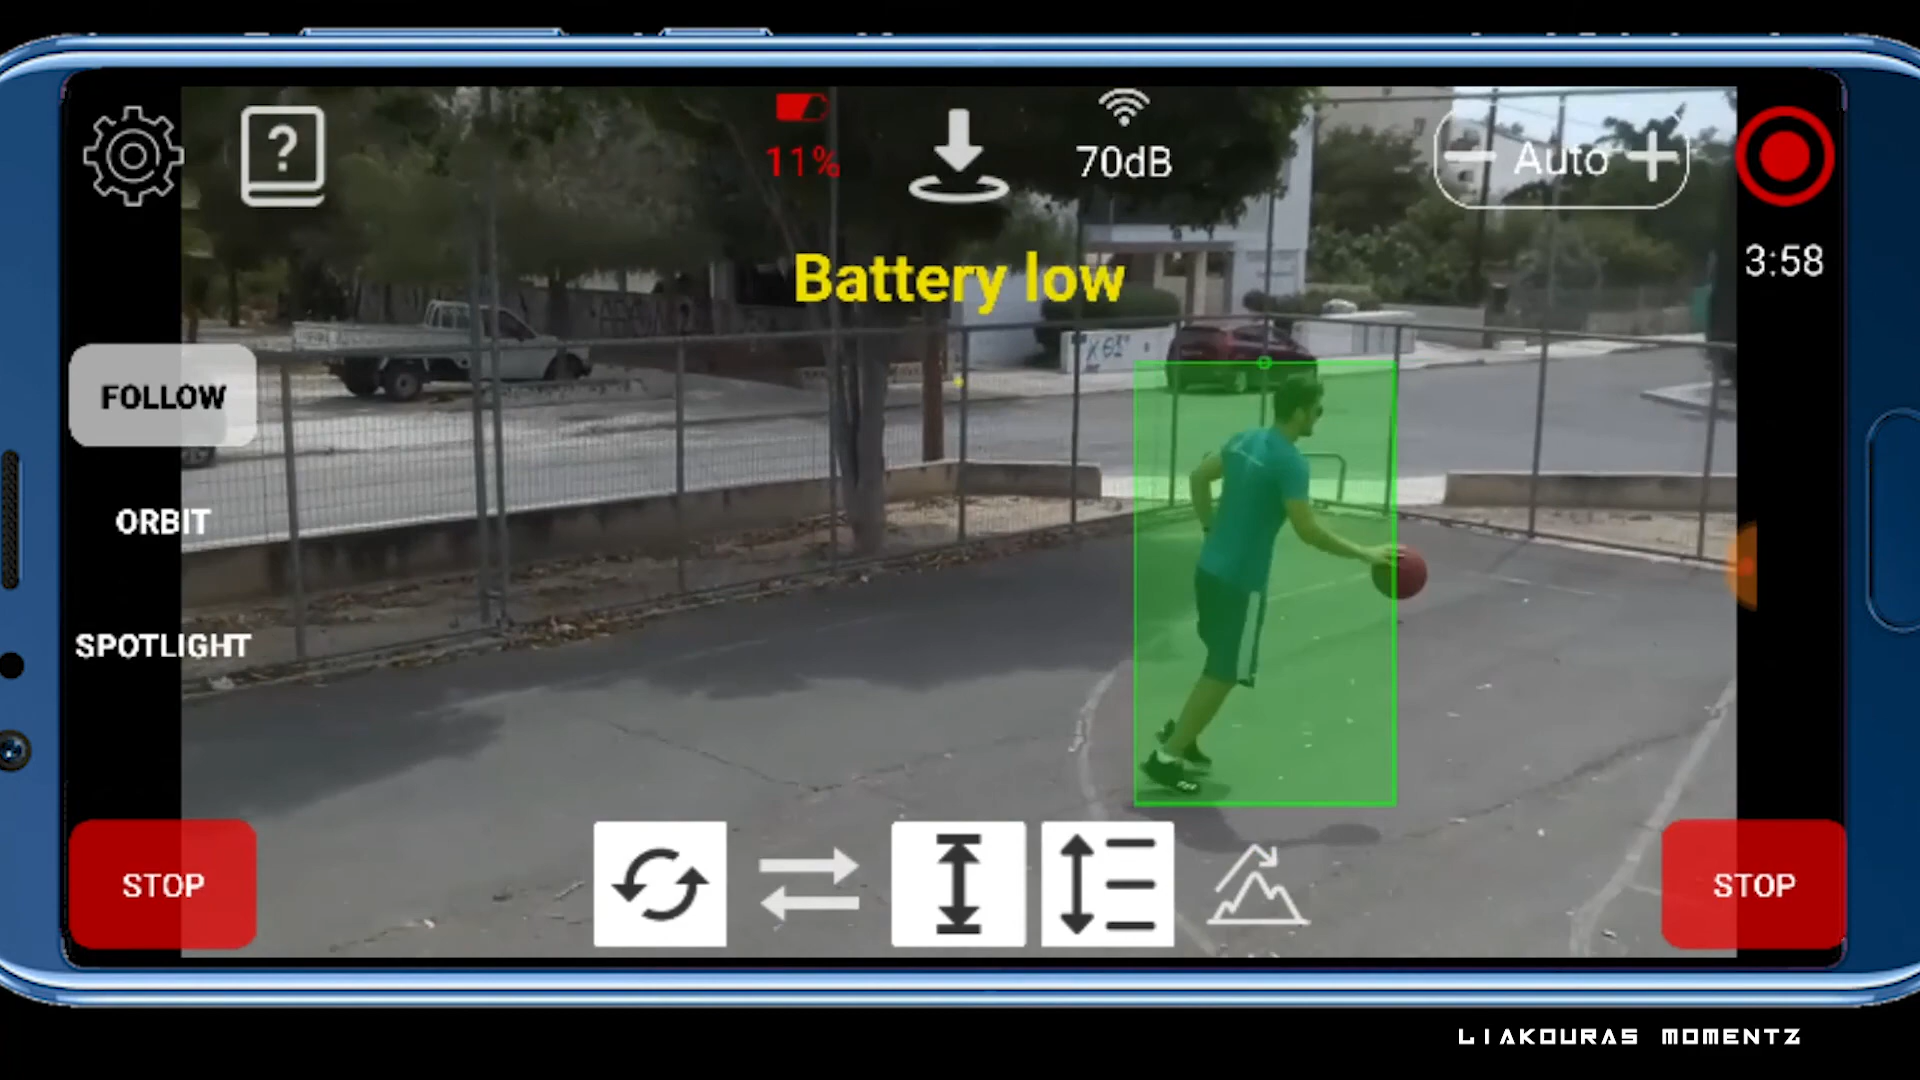 ?
11%
70dB
Auto
3:58
Battery low
FOLLOW
ORBIT
SPOTLIGHT
STOP
STOP
LIAKOURAS MOMENTZ